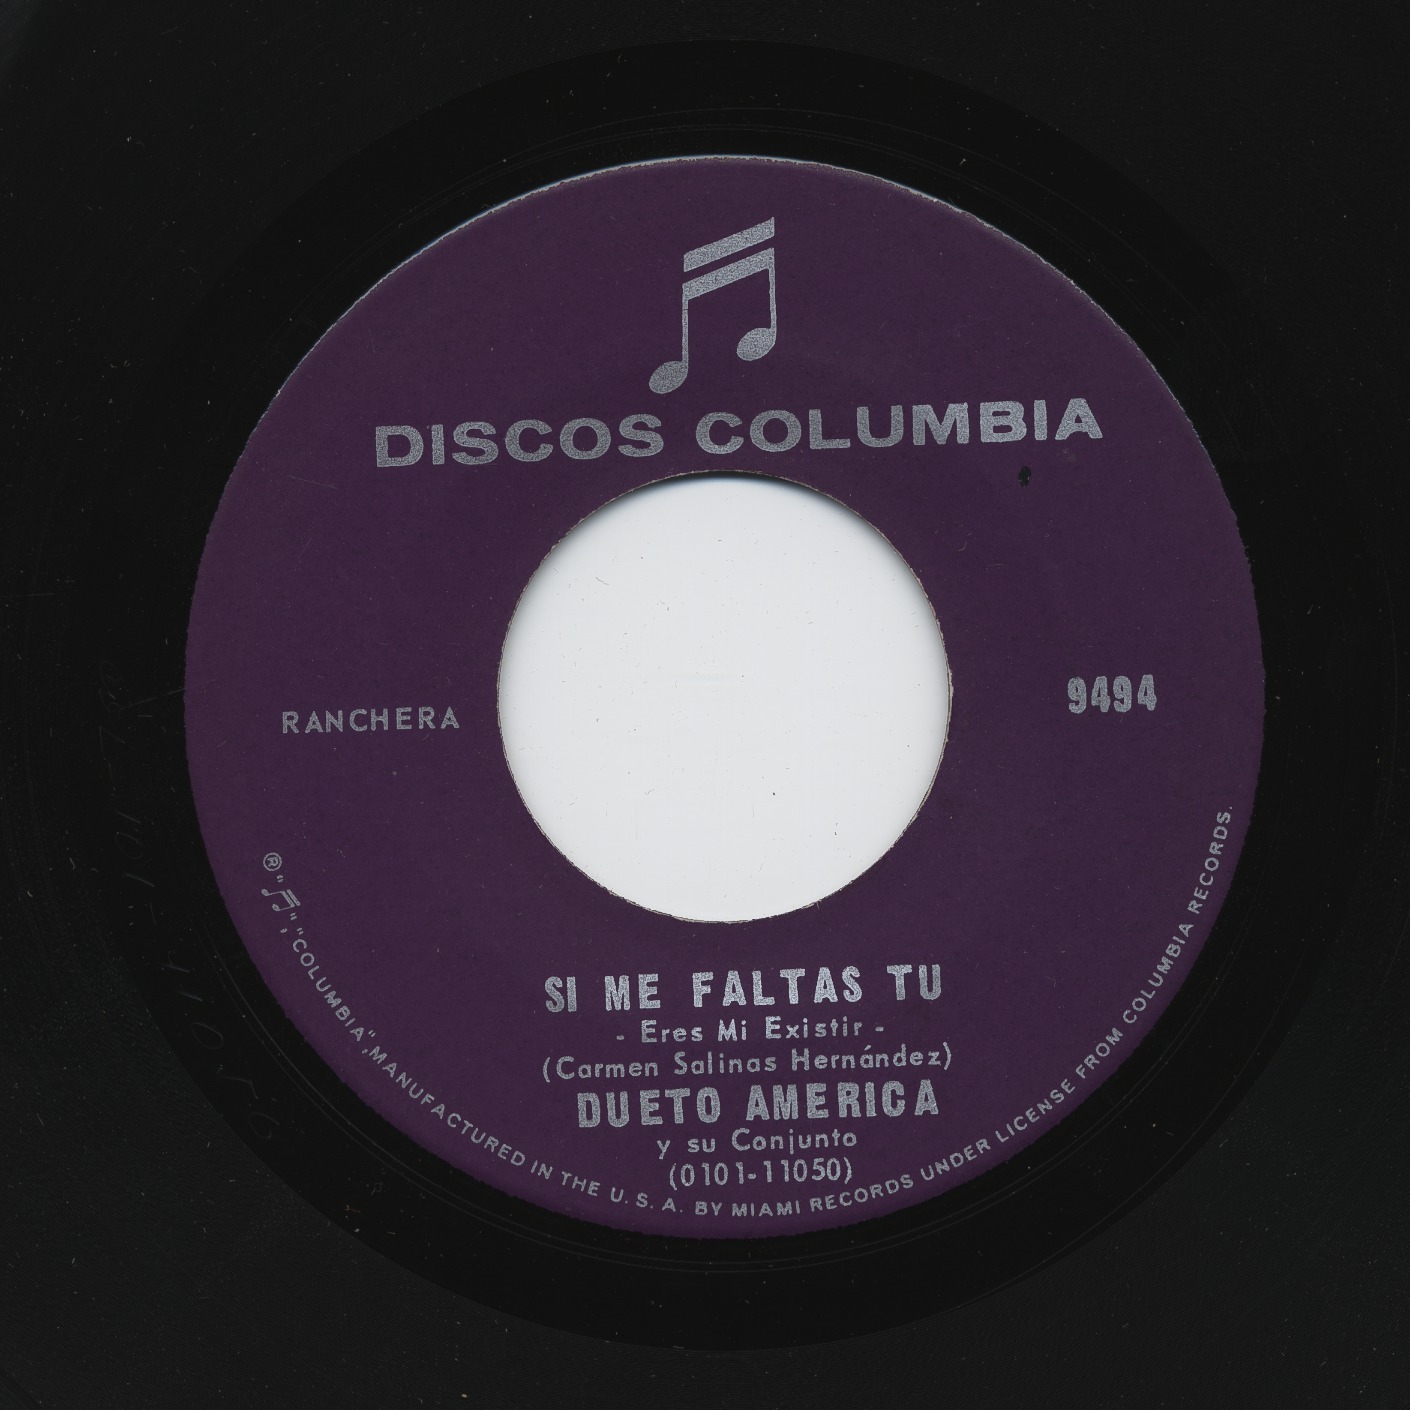 DISCOS COLUMBIA
RANCHERA
9494
SI ME FALTAS TU
- Eres Mi Existir -
(Carmen Salinas Hernández)
DUETO AMERICA
y su Conjunto
(0101-11050)
® "♫", "COLUMBIA", MANUFACTURED IN THE U. S. A. BY MIAMI RECORDS UNDER LICENSE FROM COLUMBIA RECORDS.